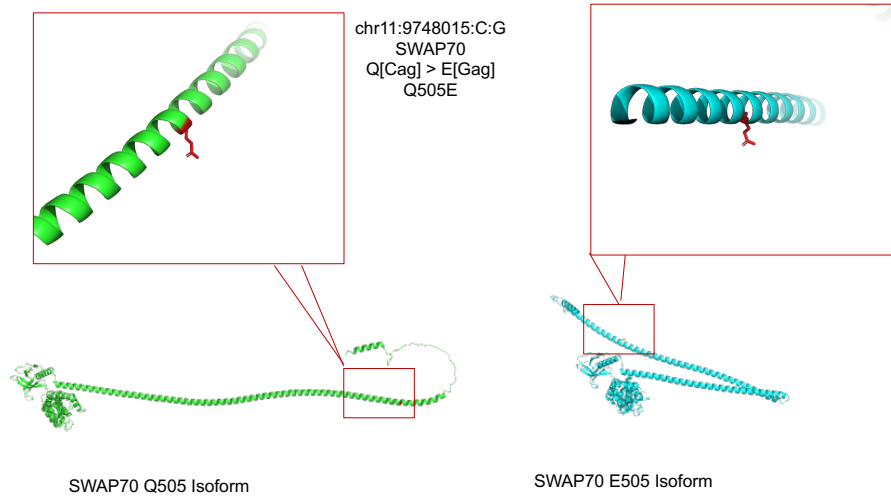 chr11:9748015:C:G
SWAP70
Q[Cag] > E[Gag]
Q505E
SWAP70 Q505 Isoform
SWAP70 E505 Isoform